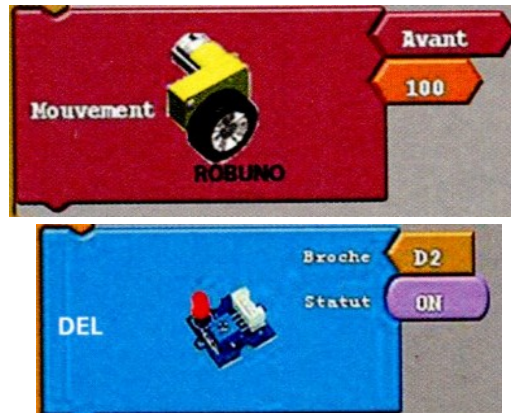 Avant
100
Mouvement
ROBUNO
Broche D2
Statut ON
DEL